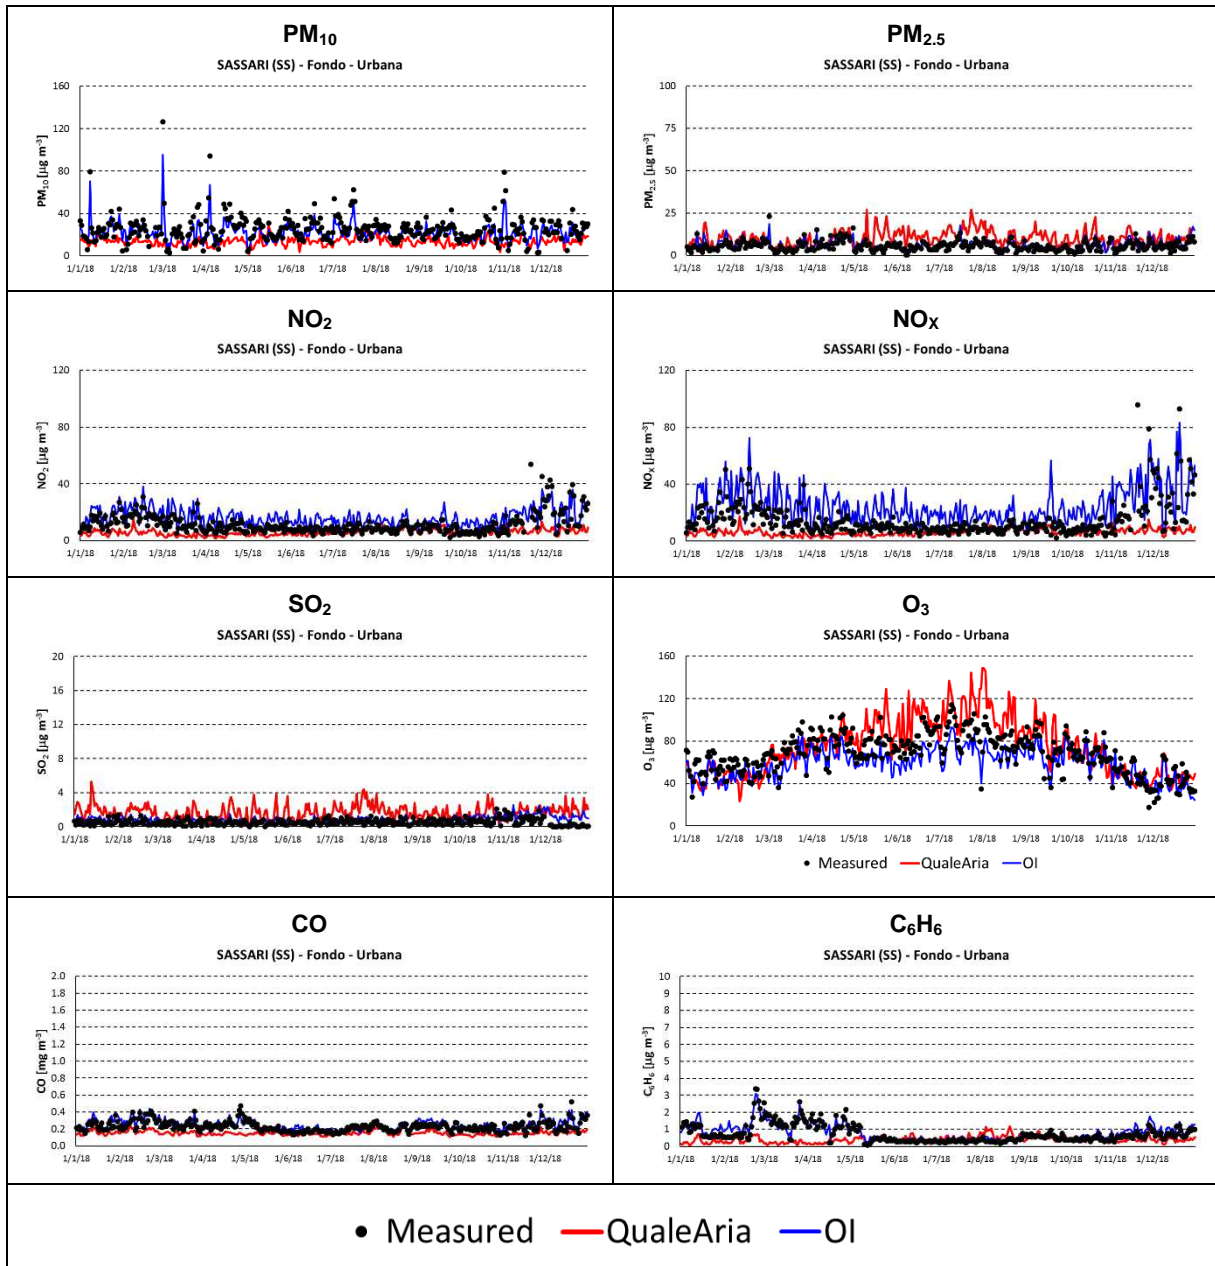 PM10
SASSARI (SS) - Fondo - Urbana
PM10 [µg m-3]
160
120
80
40
0
1/1/18 1/2/18 1/3/18 1/4/18 1/5/18 1/6/18 1/7/18 1/8/18 1/9/18 1/10/18 1/11/18 1/12/18
PM2.5
SASSARI (SS) - Fondo - Urbana
PM2.5 [µg m-3]
100
75
50
25
0
1/1/18 1/2/18 1/3/18 1/4/18 1/5/18 1/6/18 1/7/18 1/8/18 1/9/18 1/10/18 1/11/18 1/12/18
NO2
SASSARI (SS) - Fondo - Urbana
NO2 [µg m-3]
120
80
40
0
1/1/18 1/2/18 1/3/18 1/4/18 1/5/18 1/6/18 1/7/18 1/8/18 1/9/18 1/10/18 1/11/18 1/12/18
NOX
SASSARI (SS) - Fondo - Urbana
NOX [µg m-3]
120
80
40
0
1/1/18 1/2/18 1/3/18 1/4/18 1/5/18 1/6/18 1/7/18 1/8/18 1/9/18 1/10/18 1/11/18 1/12/18
SO2
SASSARI (SS) - Fondo - Urbana
SO2 [µg m-3]
20
16
12
8
4
0
1/1/18 1/2/18 1/3/18 1/4/18 1/5/18 1/6/18 1/7/18 1/8/18 1/9/18 1/10/18 1/11/18 1/12/18
O3
SASSARI (SS) - Fondo - Urbana
O3 [µg m-3]
160
120
80
40
0
1/1/18 1/2/18 1/3/18 1/4/18 1/5/18 1/6/18 1/7/18 1/8/18 1/9/18 1/10/18 1/11/18 1/12/18
Measured QualeAria OI
CO
SASSARI (SS) - Fondo - Urbana
CO [mg m-3]
2.0
1.8
1.6
1.4
1.2
1.0
0.8
0.6
0.4
0.2
0.0
1/1/18 1/2/18 1/3/18 1/4/18 1/5/18 1/6/18 1/7/18 1/8/18 1/9/18 1/10/18 1/11/18 1/12/18
C6H6
SASSARI (SS) - Fondo - Urbana
C6H6 [µg m-3]
10
9
8
7
6
5
4
3
2
1
0
1/1/18 1/2/18 1/3/18 1/4/18 1/5/18 1/6/18 1/7/18 1/8/18 1/9/18 1/10/18 1/11/18 1/12/18
Measured QualeAria OI